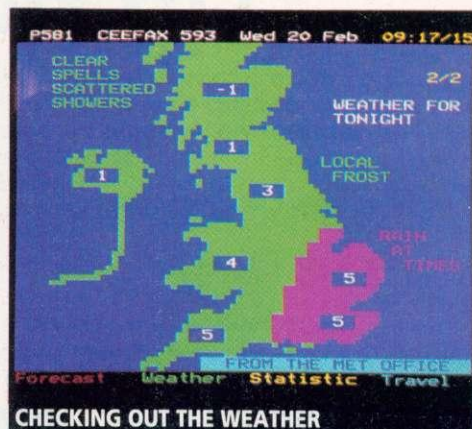 P581 CEEFAX 593 Wed 20 Feb 09:17/15
CLEAR
SPELLS
SCATTERED
SHOWERS
2/2
WEATHER FOR
TONIGHT
-1
1
LOCAL
FROST
1
3
RAIN
AT
TIMES
4
5
5
5
FROM THE MET OFFICE
Forecast Weather Statistic Travel
CHECKING OUT THE WEATHER